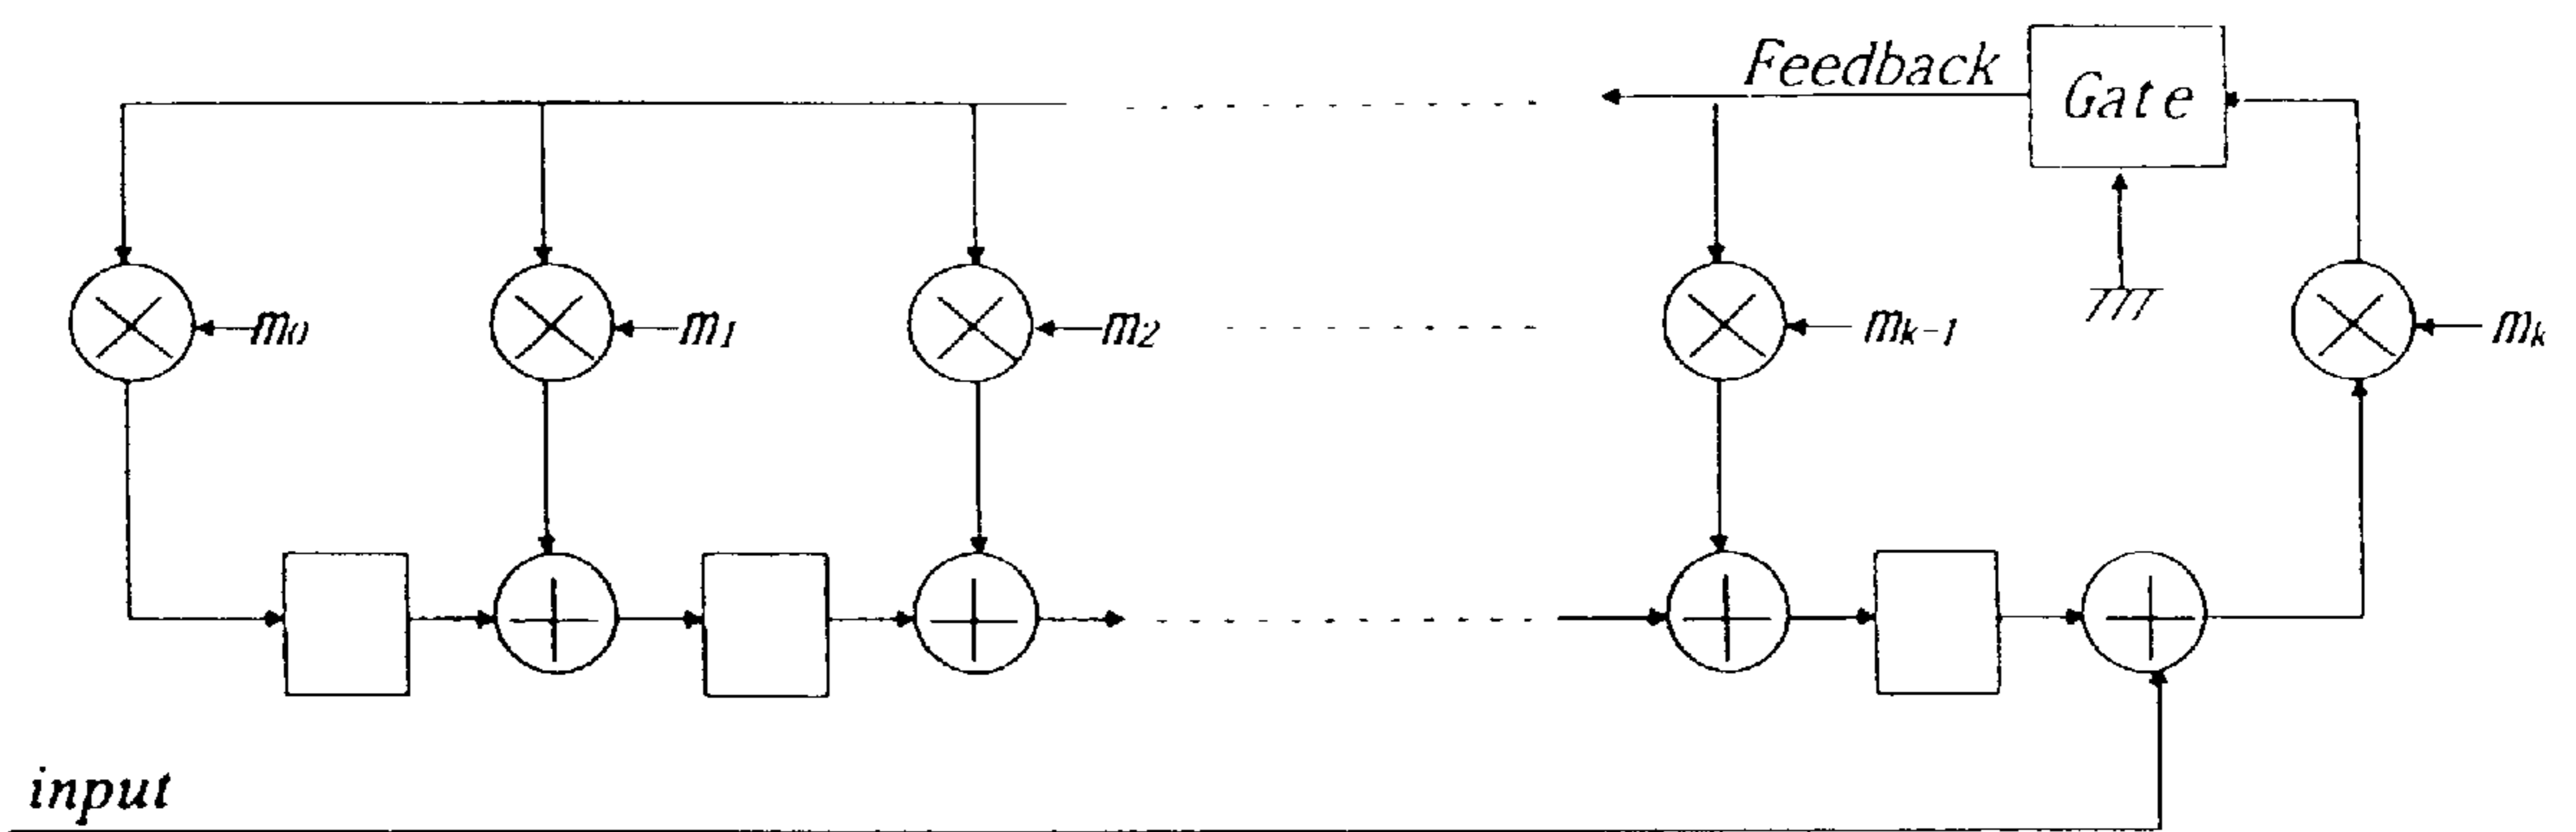 Feedback
Gate
m₀
m₁
m₂
mₖ₋₁
mₖ
input